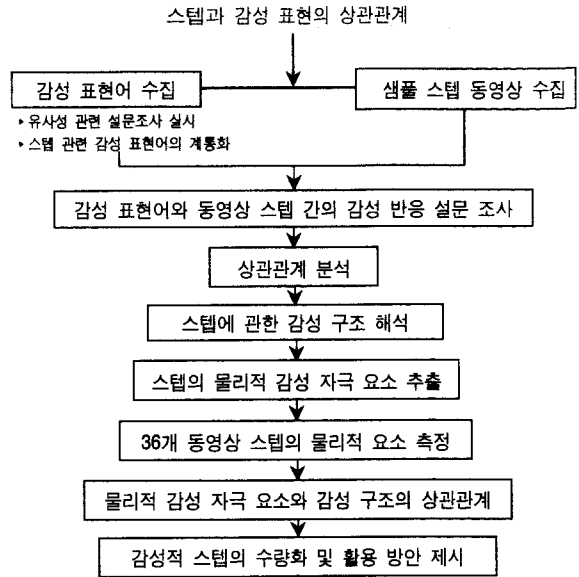 스텝과 감성 표현의 상관관계
감성 표현어 수집
샘풀 스텝 동영상 수집
• 유사성 관련 설문조사 실시
• 스텝 관련 감성 표현어의 계통화
감성 표현어와 동영상 스텝 간의 감성 반응 설문 조사
상관관계 분석
스텝에 관한 감성 구조 해석
스텝의 물리적 감성 자극 요소 추출
36개 동영상 스텝의 물리적 요소 측정
물리적 감성 자극 요소와 감성 구조의 상관관계
감성적 스텝의 수량화 및 활용 방안 제시